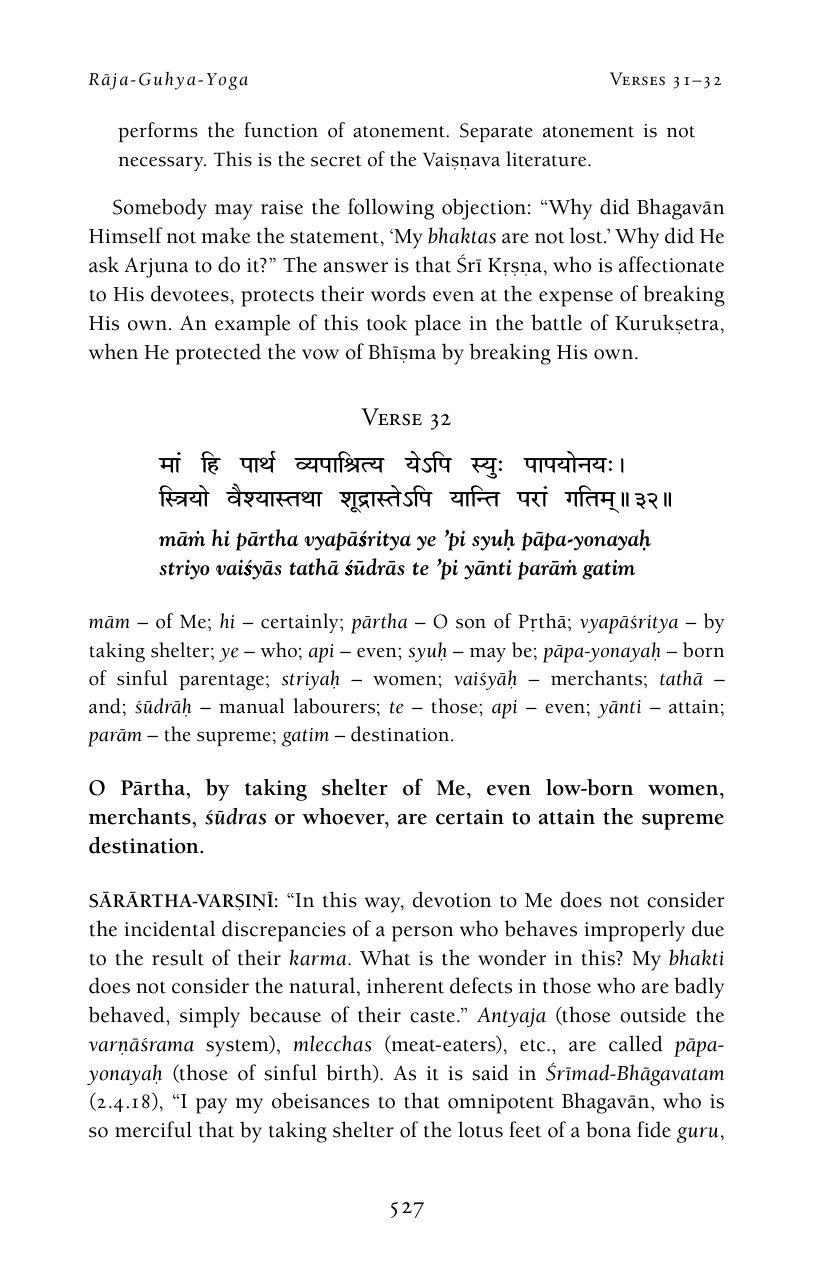 Rāja-Guhya-Yoga Verses 31–32
performs the function of atonement. Separate atonement is not
necessary. This is the secret of the Vaiṣṇava literature.
Somebody may raise the following objection: “Why did Bhagavān
Himself not make the statement, ‘My bhaktas are not lost.’ Why did He
ask Arjuna to do it?” The answer is that Śrī Kṛṣṇa, who is affectionate
to His devotees, protects their words even at the expense of breaking
His own. An example of this took place in the battle of Kurukṣetra,
when He protected the vow of Bhīṣma by breaking His own.
Verse 32
मां हि पार्थ व्यपाश्रित्य येऽपि स्युः पापयोनयः।
स्त्रियो वैश्यास्तथा शूद्रास्तेऽपि यान्ति परां गतिम्॥३२॥
māṁ hi pārtha vyapāśritya ye ’pi syuḥ pāpa-yonayaḥ
striyo vaiśyās tathā śūdrās te ’pi yānti parāṁ gatim
mām – of Me; hi – certainly; pārtha – O son of Pṛthā; vyapāśritya – by
taking shelter; ye – who; api – even; syuḥ – may be; pāpa-yonayaḥ – born
of sinful parentage; striyaḥ – women; vaiśyāḥ – merchants; tathā –
and; śūdrāḥ – manual labourers; te – those; api – even; yānti – attain;
parām – the supreme; gatim – destination.
O Pārtha, by taking shelter of Me, even low-born women,
merchants, śūdras or whoever, are certain to attain the supreme
destination.
SĀRĀRTHA-VARṢIṆĪ: “In this way, devotion to Me does not consider
the incidental discrepancies of a person who behaves improperly due
to the result of their karma. What is the wonder in this? My bhakti
does not consider the natural, inherent defects in those who are badly
behaved, simply because of their caste.” Antyaja (those outside the
varṇāśrama system), mlecchas (meat-eaters), etc., are called pāpa-
yonayaḥ (those of sinful birth). As it is said in Śrīmad-Bhāgavatam
(2.4.18), “I pay my obeisances to that omnipotent Bhagavān, who is
so merciful that by taking shelter of the lotus feet of a bona fide guru,
527